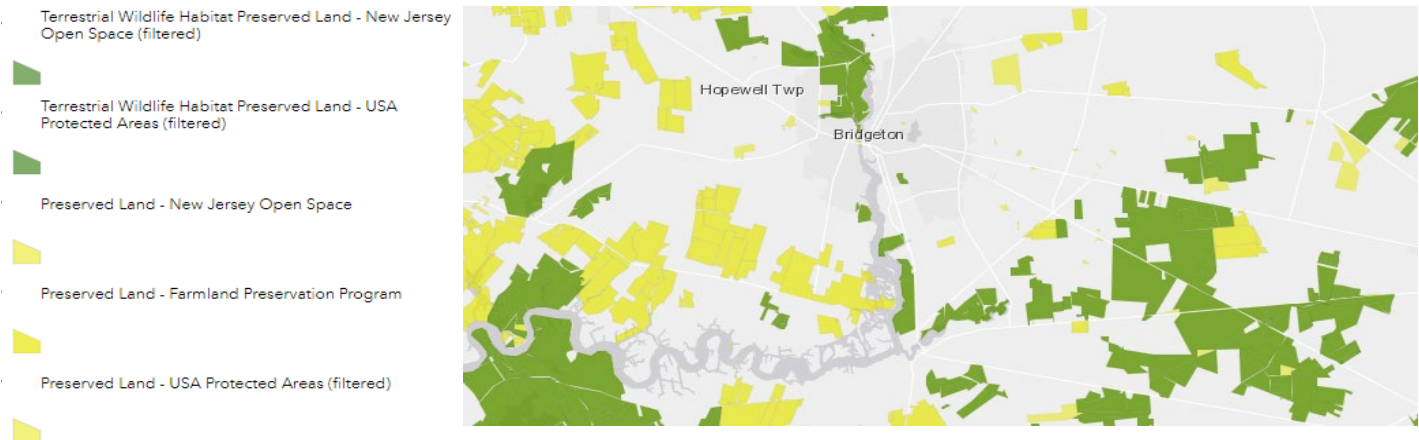 Terrestrial Wildlife Habitat Preserved Land - New Jersey
Open Space (filtered)
Terrestrial Wildlife Habitat Preserved Land - USA
Protected Areas (filtered)
Preserved Land - New Jersey Open Space
Preserved Land - Farmland Preservation Program
Preserved Land - USA Protected Areas (filtered)
Hopewell Twp
Bridgeton